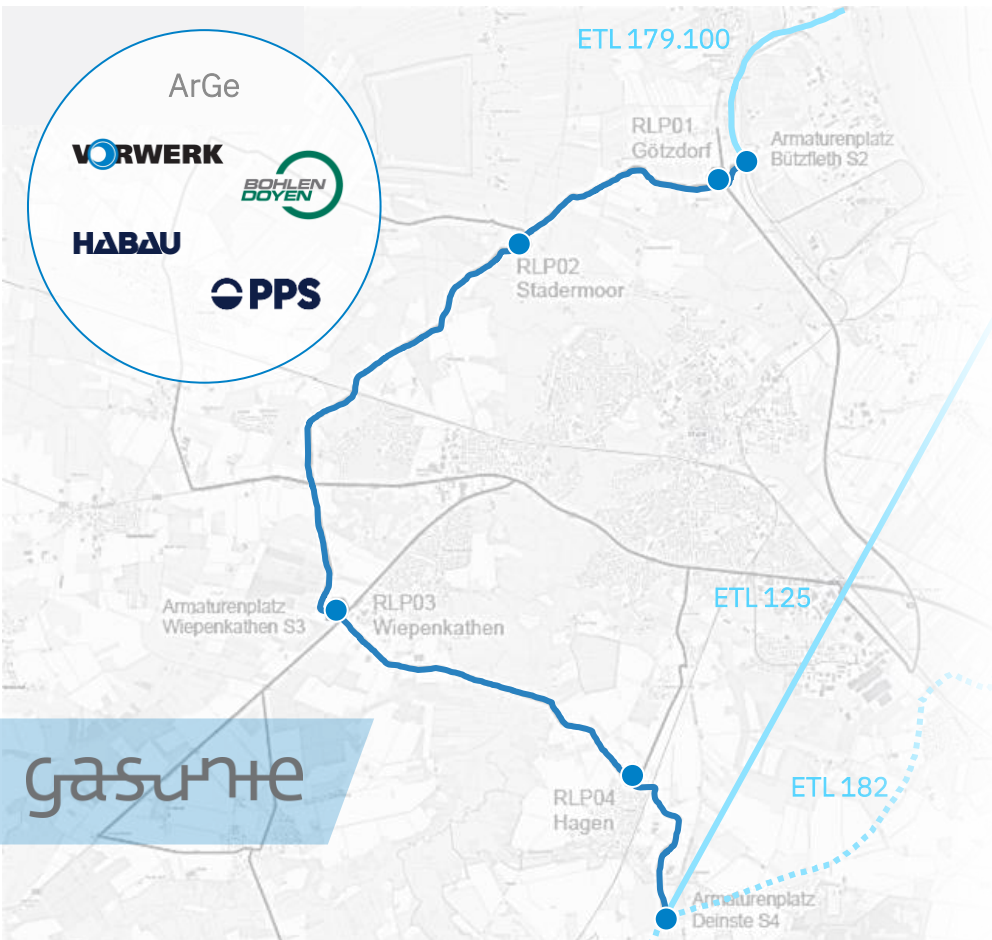 ETL 179.100
ArGe
VORWERK
BOHLEN
DOYEN
HABAU
PPS
RLP01
Götzdorf
Armaturenplatz
Bützfleth S2
RLP02
Stadermoor
ETL 125
Armaturenplatz
Wiepenkathen S3
RLP03
Wiepenkathen
gasunie
ETL 182
RLP04
Hagen
Armaturenplatz
Deinste S4